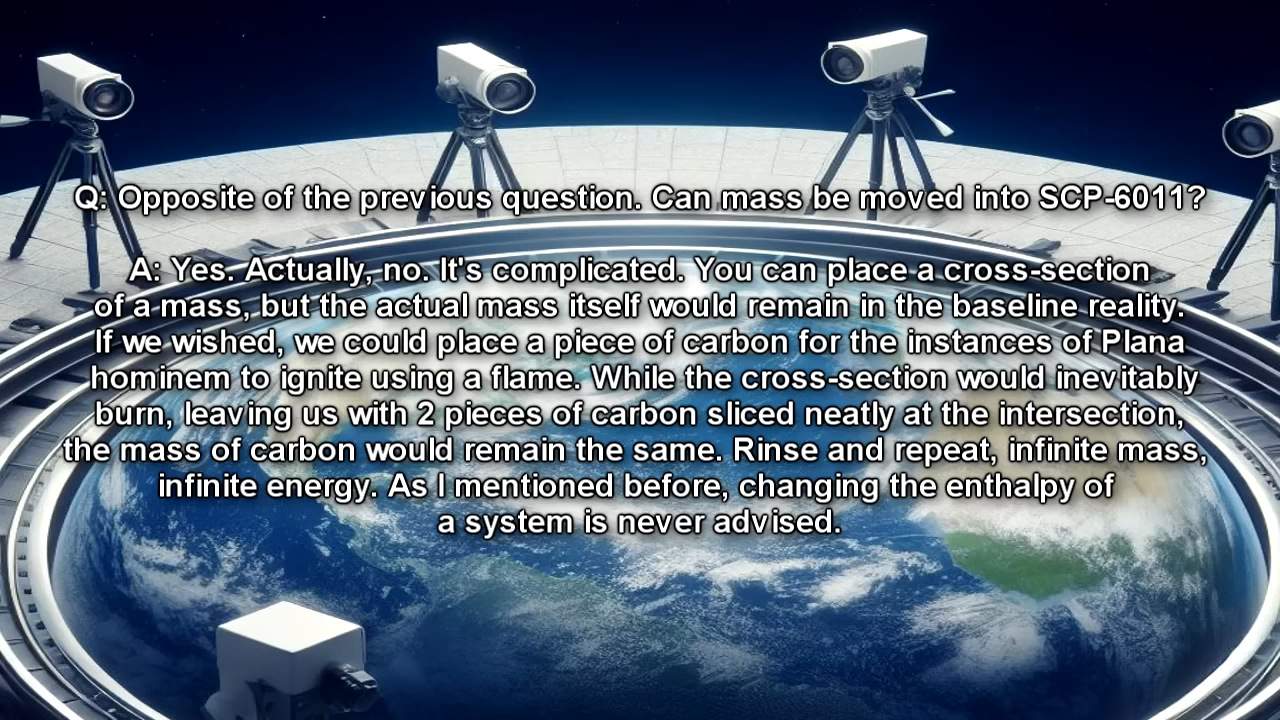 Q: Opposite of the previous question. Can mass be moved into SCP-6011?
A: Yes. Actually, no. It's complicated. You can place a cross-section
of a mass, but the actual mass itself would remain in the baseline reality.
If we wished, we could place a piece of carbon for the instances of Plana
hominem to ignite using a flame. While the cross-section would inevitably
burn, leaving us with 2 pieces of carbon sliced neatly at the intersection,
the mass of carbon would remain the same. Rinse and repeat, infinite mass,
infinite energy. As I mentioned before, changing the enthalpy of
a system is never advised.